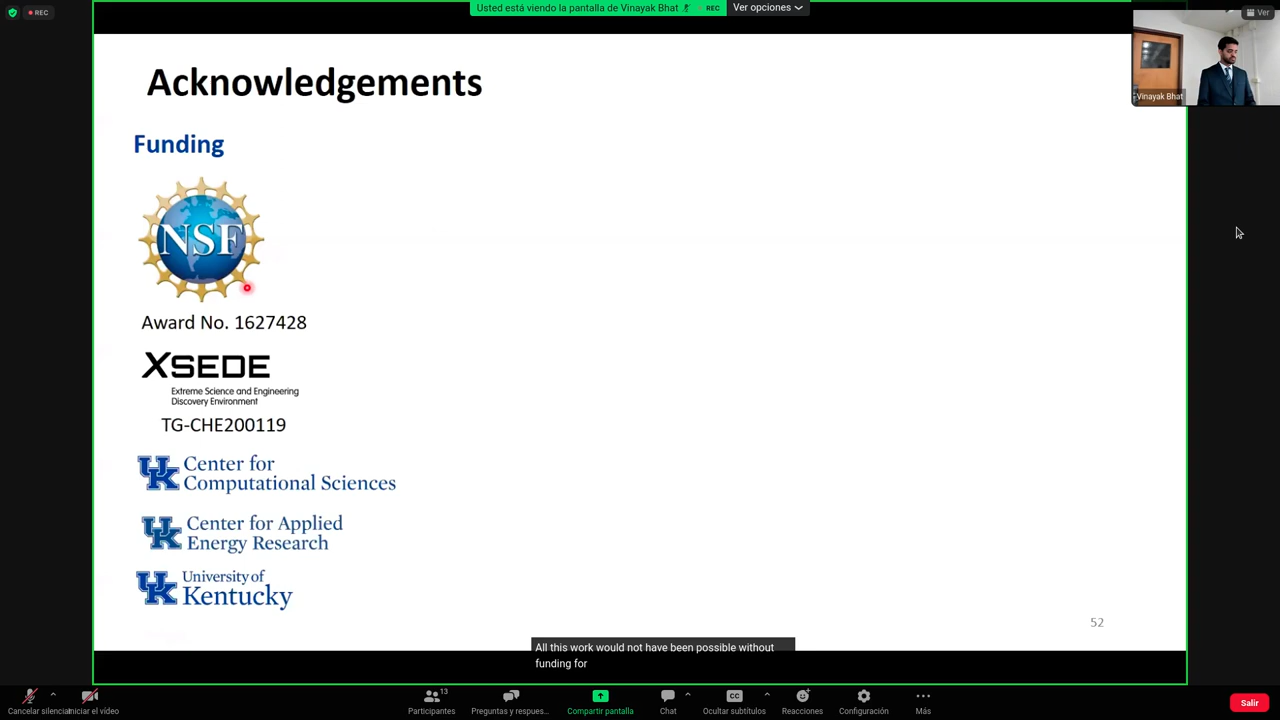 REC
Usted está viendo la pantalla de Vinayak Bhat
REC
Ver opciones
Ver
Vinayak Bhat
Acknowledgements
Funding
NSF
Award No. 1627428
XSEDE
Extreme Science and Engineering
Discovery Environment
TG-CHE200119
UK Center for
Computational Sciences
UK Center for Applied
Energy Research
UK University of
Kentucky
52
All this work would not have been possible without
funding for
Cancelar silenciar
Iniciar el vídeo
Participantes
13
Preguntas y respues...
Compartir pantalla
Chat
CC
Ocultar subtítulos
Reacciones
Configuración
Más
Salir